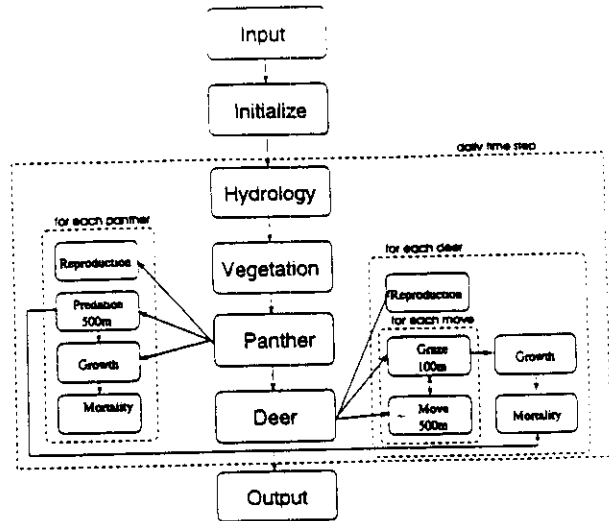 Input
Initialize
daily time step
Hydrology
for each panther
for each deer
Vegetation
Reproduction
Reproduction
Predation
500m
for each move
Panther
Graze
100m
Growth
Growth
Mortality
Deer
Move
500m
Mortality
Output